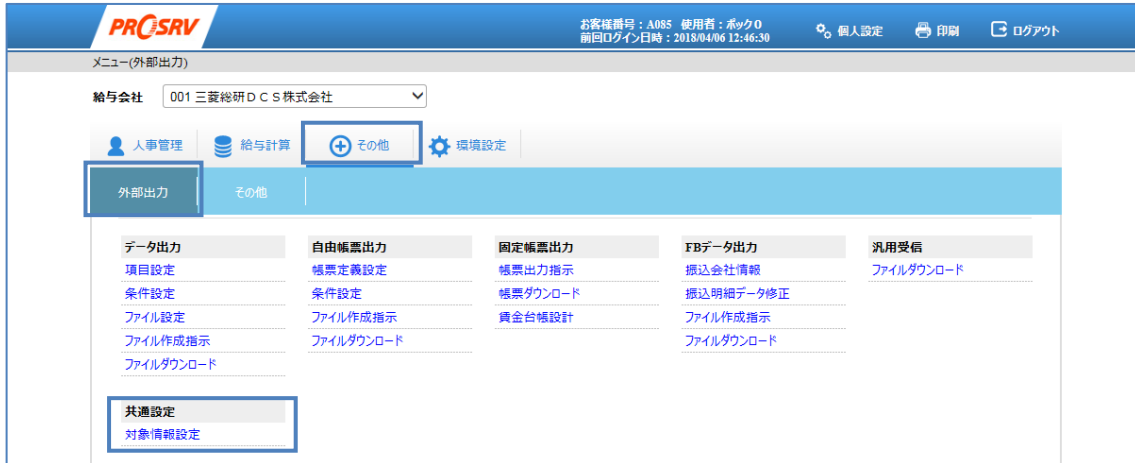 PROSRV
お客様番号：A085 使用者：ボック０
前回ログイン日時：2018/04/06 12:46:30
個人設定
印刷
ログアウト
メニュー(外部出力)
給与会社 001 三菱総研ＤＣＳ株式会社
人事管理 給与計算 その他 環境設定
外部出力 その他
データ出力
項目設定
条件設定
ファイル設定
ファイル作成指示
ファイルダウンロード
自由帳票出力
帳票定義設定
条件設定
ファイル作成指示
ファイルダウンロード
固定帳票出力
帳票出力指示
帳票ダウンロード
賃金台帳設計
FBデータ出力
振込会社情報
振込明細データ修正
ファイル作成指示
ファイルダウンロード
汎用受信
ファイルダウンロード
共通設定
対象情報設定